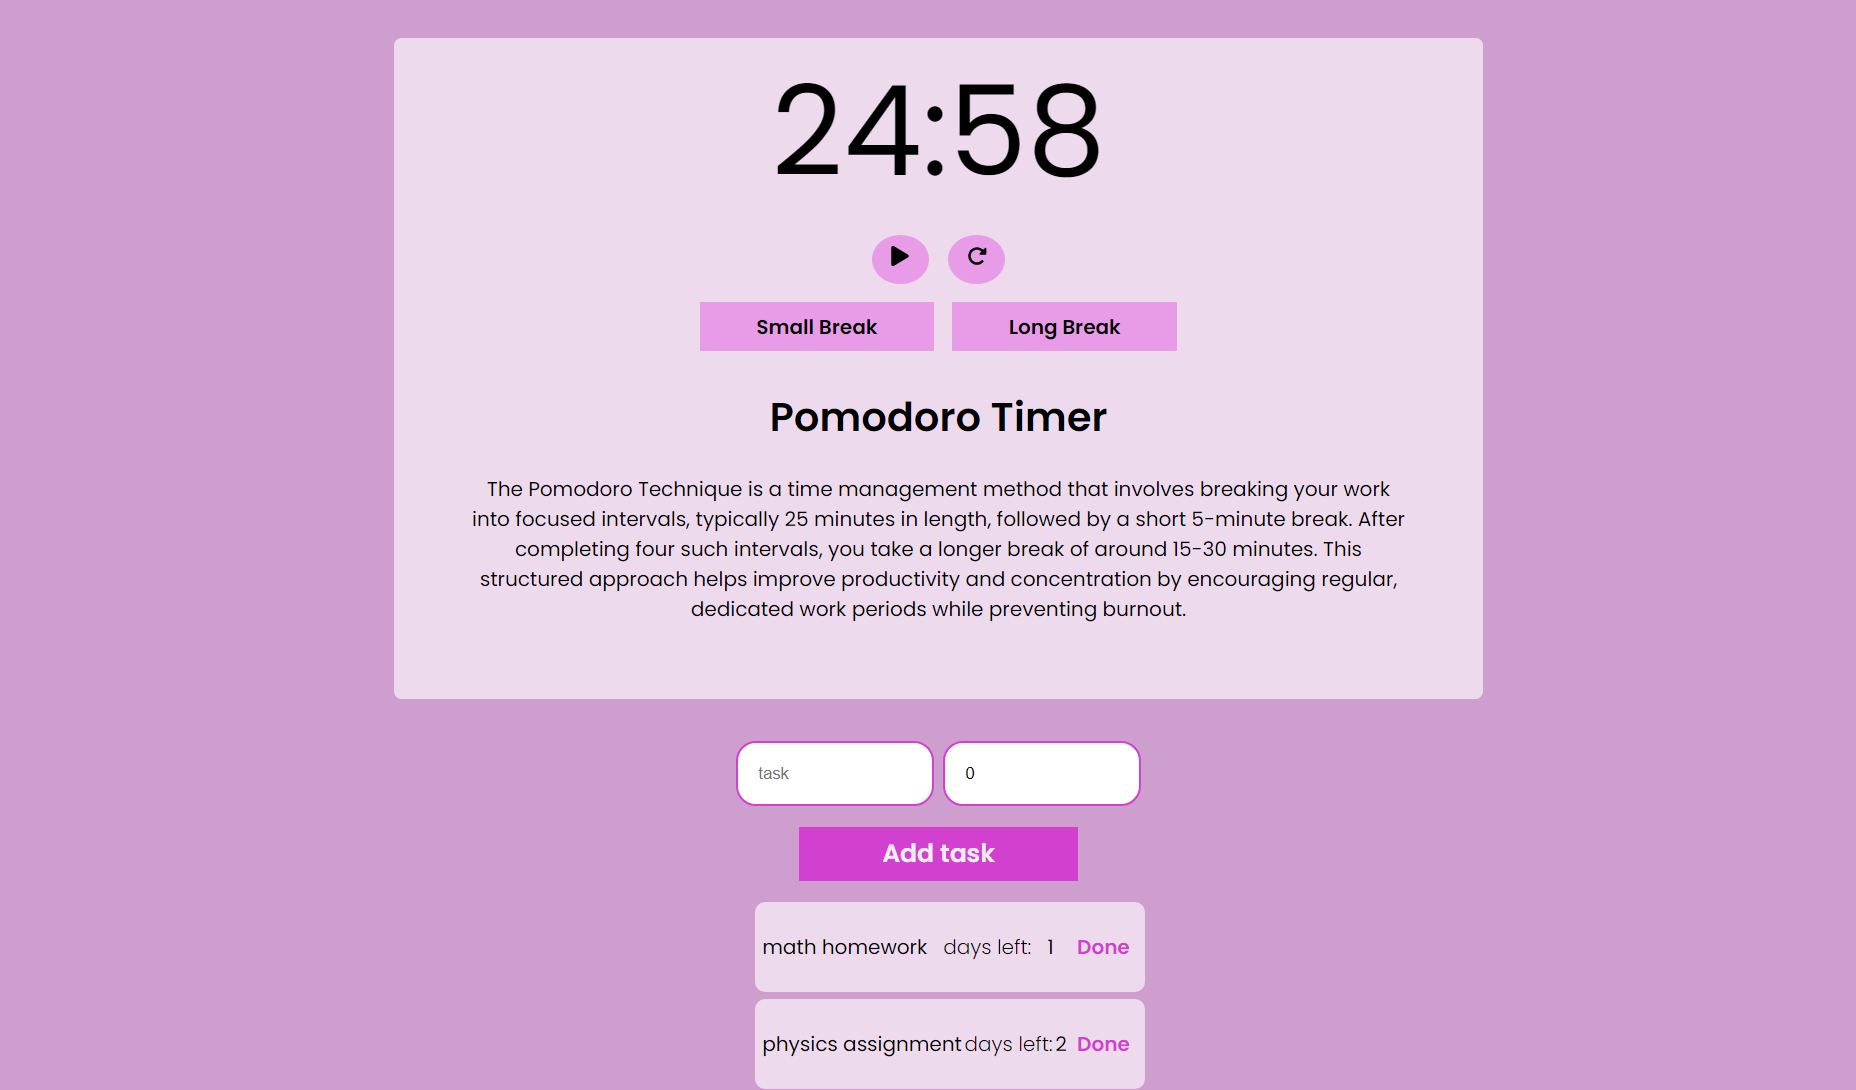 24:58
Small Break
Long Break
Pomodoro Timer
The Pomodoro Technique is a time management method that involves breaking your work
into focused intervals, typically 25 minutes in length, followed by a short 5-minute break. After
completing four such intervals, you take a longer break of around 15-30 minutes. This
structured approach helps improve productivity and concentration by encouraging regular,
dedicated work periods while preventing burnout.
task
0
Add task
math homework days left: 1 Done
physics assignment days left: 2 Done